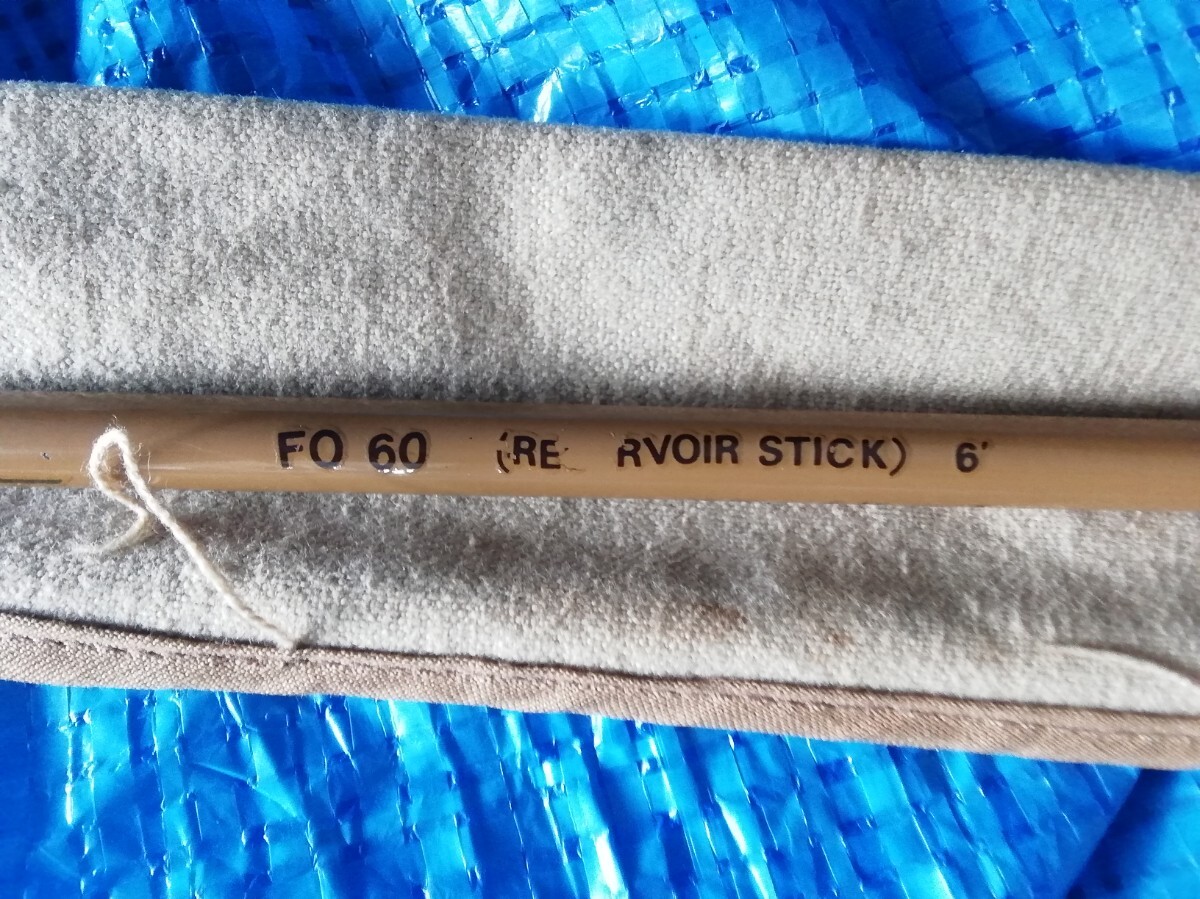 FO 60 (RE RVOIR STICK) 6'